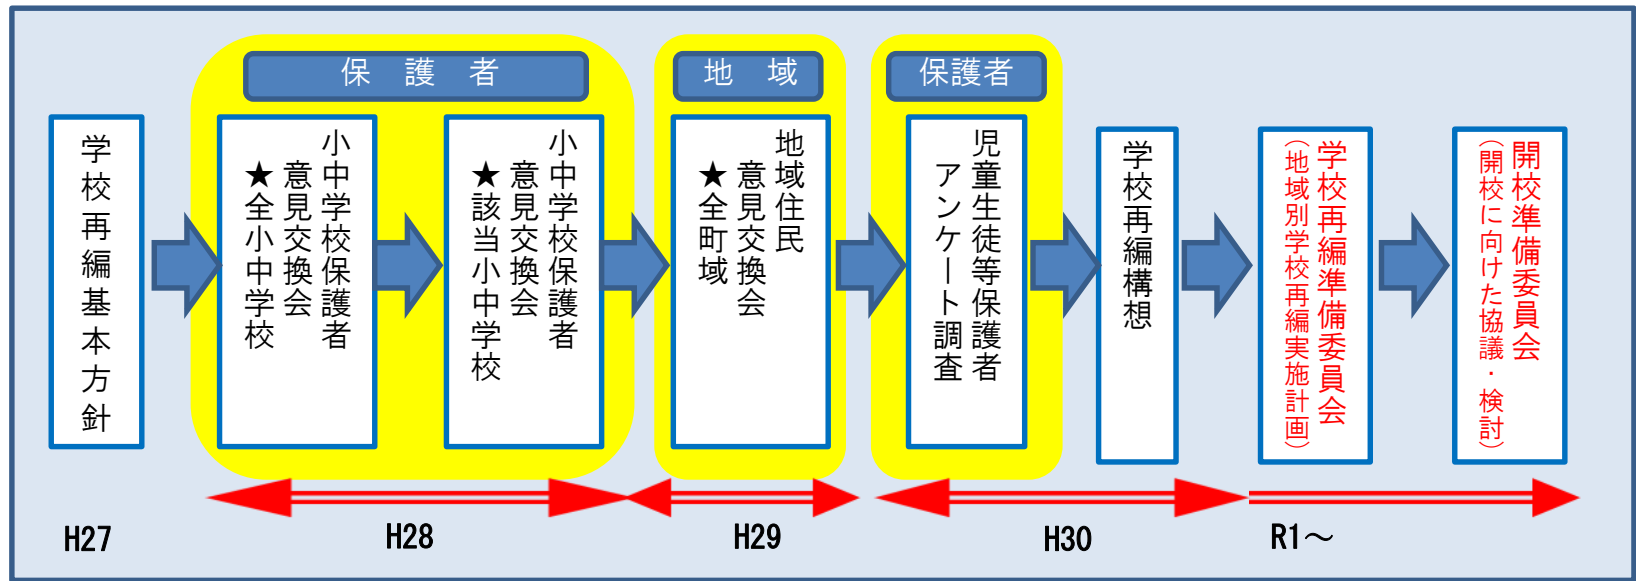 保　護　者
地　域
保護者
学校再編基本方針
小中学校保護者
意見交換会
★全小中学校
小中学校保護者
意見交換会
★該当小中学校
地域住民
意見交換会
★全町域
児童生徒等保護者
アンケート調査
学校再編構想
学校再編準備委員会
（地域別学校再編実施計画）
開校準備委員会
（開校に向けた協議・検討）
H27
H28
H29
H30
R1～